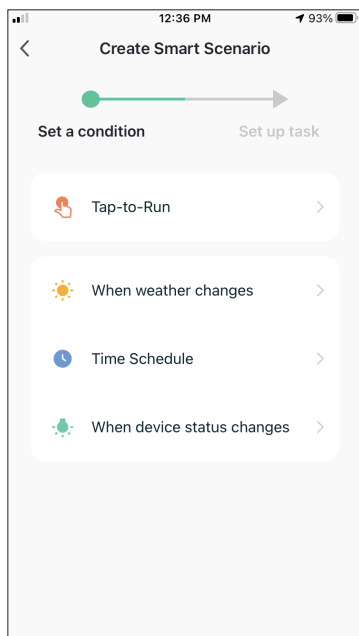 12:36 PM 93%
Create Smart Scenario
Set a condition Set up task
Tap-to-Run
When weather changes
Time Schedule
When device status changes